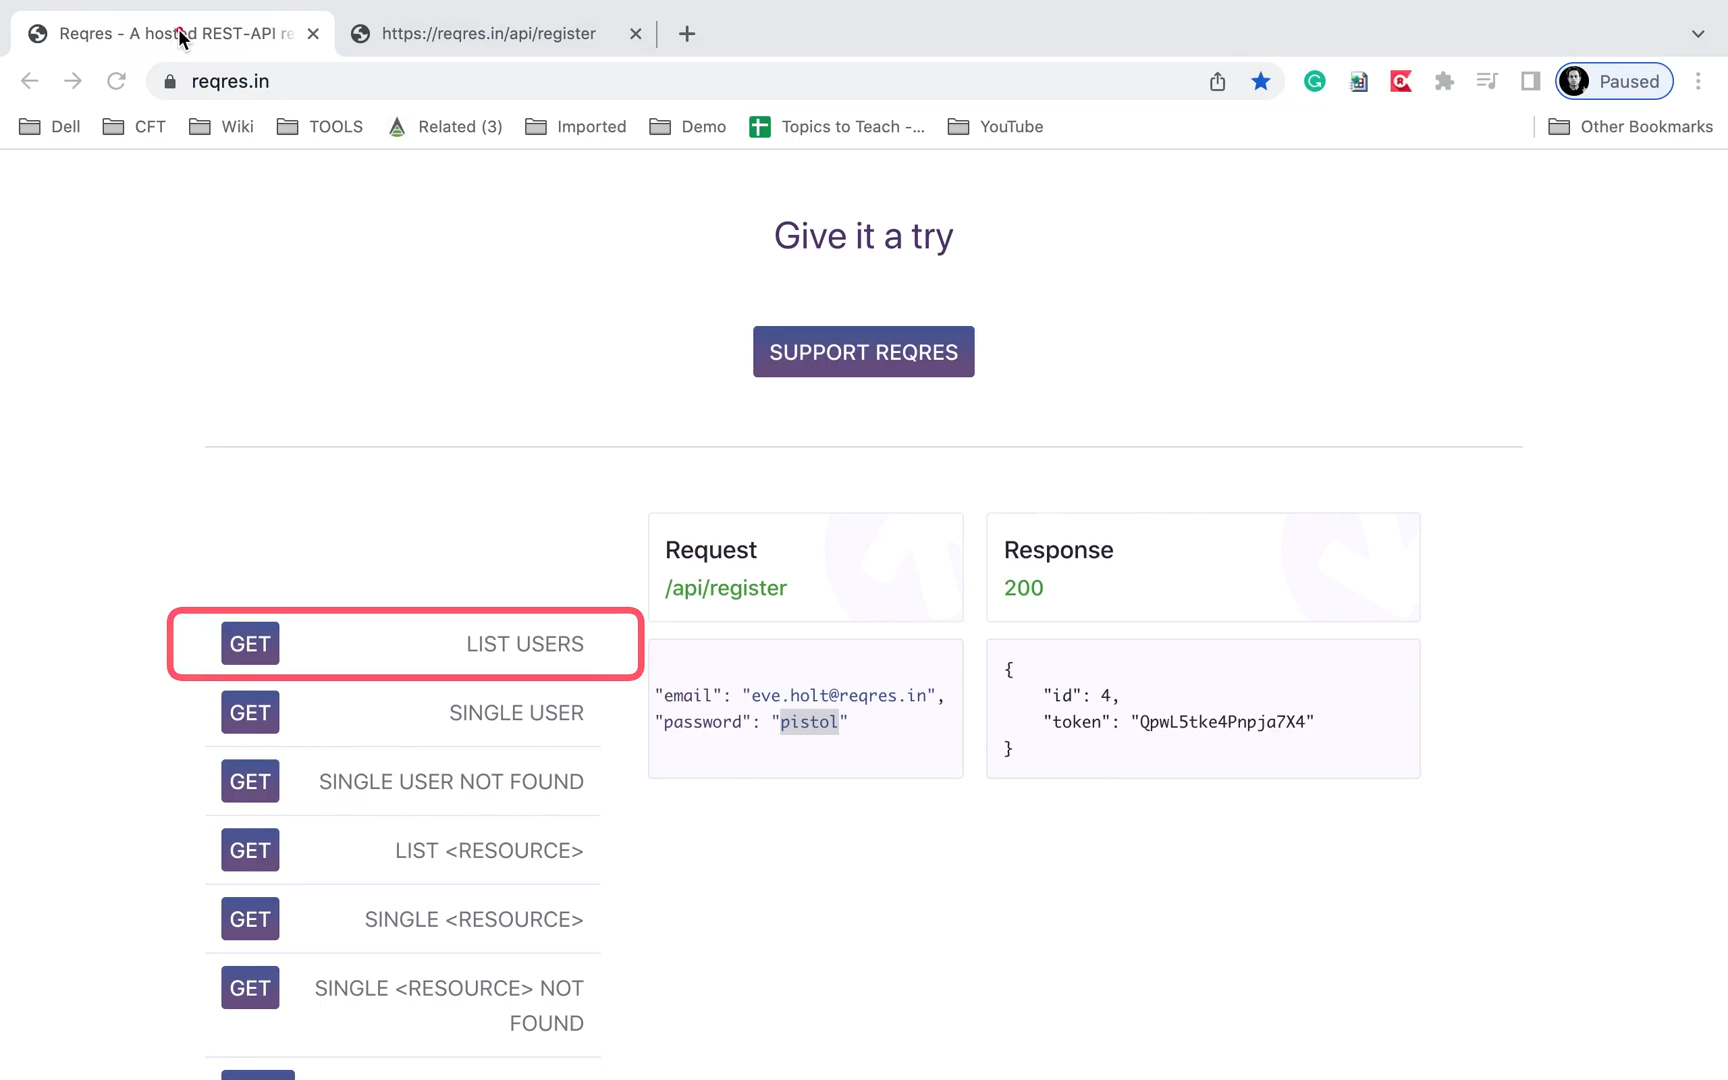 Reqres - A hosted REST-API re
https://reqres.in/api/register
reqres.in
Paused
Dell
CFT
Wiki
TOOLS
Related (3)
Imported
Demo
Topics to Teach -...
YouTube
Other Bookmarks
Give it a try
SUPPORT REQRES
Request
/api/register
Response
200
GET LIST USERS
GET SINGLE USER
GET SINGLE USER NOT FOUND
GET LIST <RESOURCE>
GET SINGLE <RESOURCE>
GET SINGLE <RESOURCE> NOT
FOUND
"email": "eve.holt@reqres.in",
"password": "pistol"
{
"id": 4,
"token": "QpwL5tke4Pnpja7X4"
}